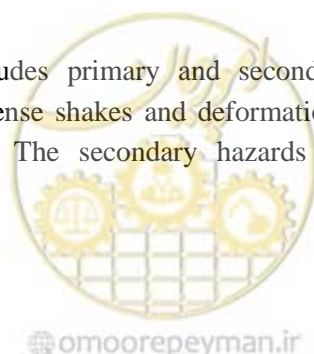 udes primary and second
ense shakes and deformatio
The secondary hazards
omoorepeyman.ir